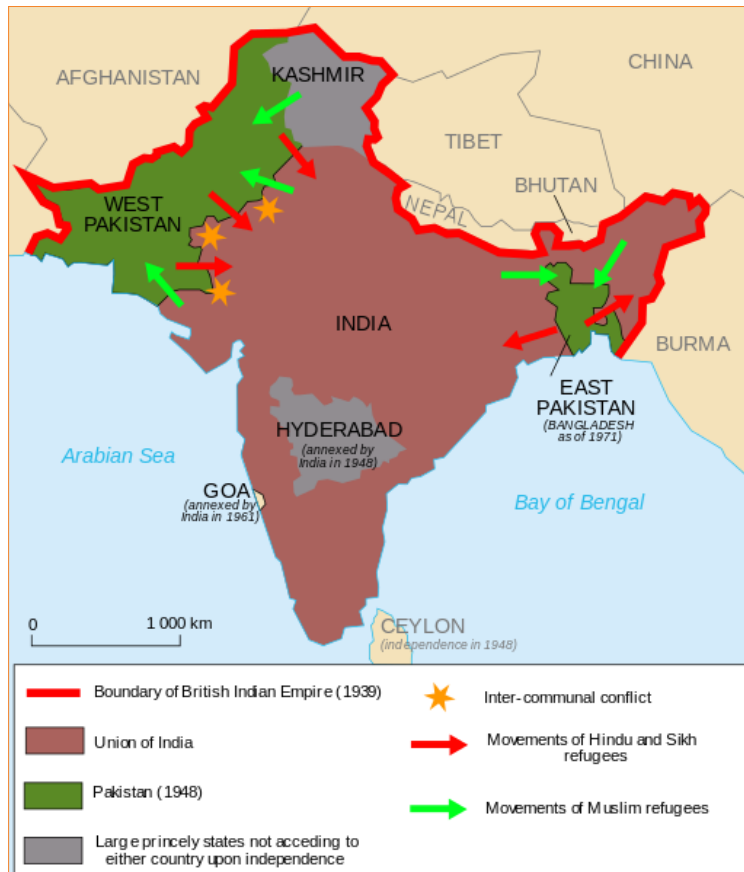 AFGHANISTAN
KASHMIR
CHINA
TIBET
BHUTAN
NEPAL
WEST
PAKISTAN
INDIA
BURMA
EAST
PAKISTAN
(BANGLADESH
as of 1971)
HYDERABAD
(annexed by
India in 1948)
Arabian Sea
GOA
(annexed by
India in 1961)
Bay of Bengal
0 1 000 km
CEYLON
(independence in 1948)
Boundary of British Indian Empire (1939)
Union of India
Pakistan (1948)
Large princely states not acceding to
either country upon independence
Inter-communal conflict
Movements of Hindu and Sikh
refugees
Movements of Muslim refugees